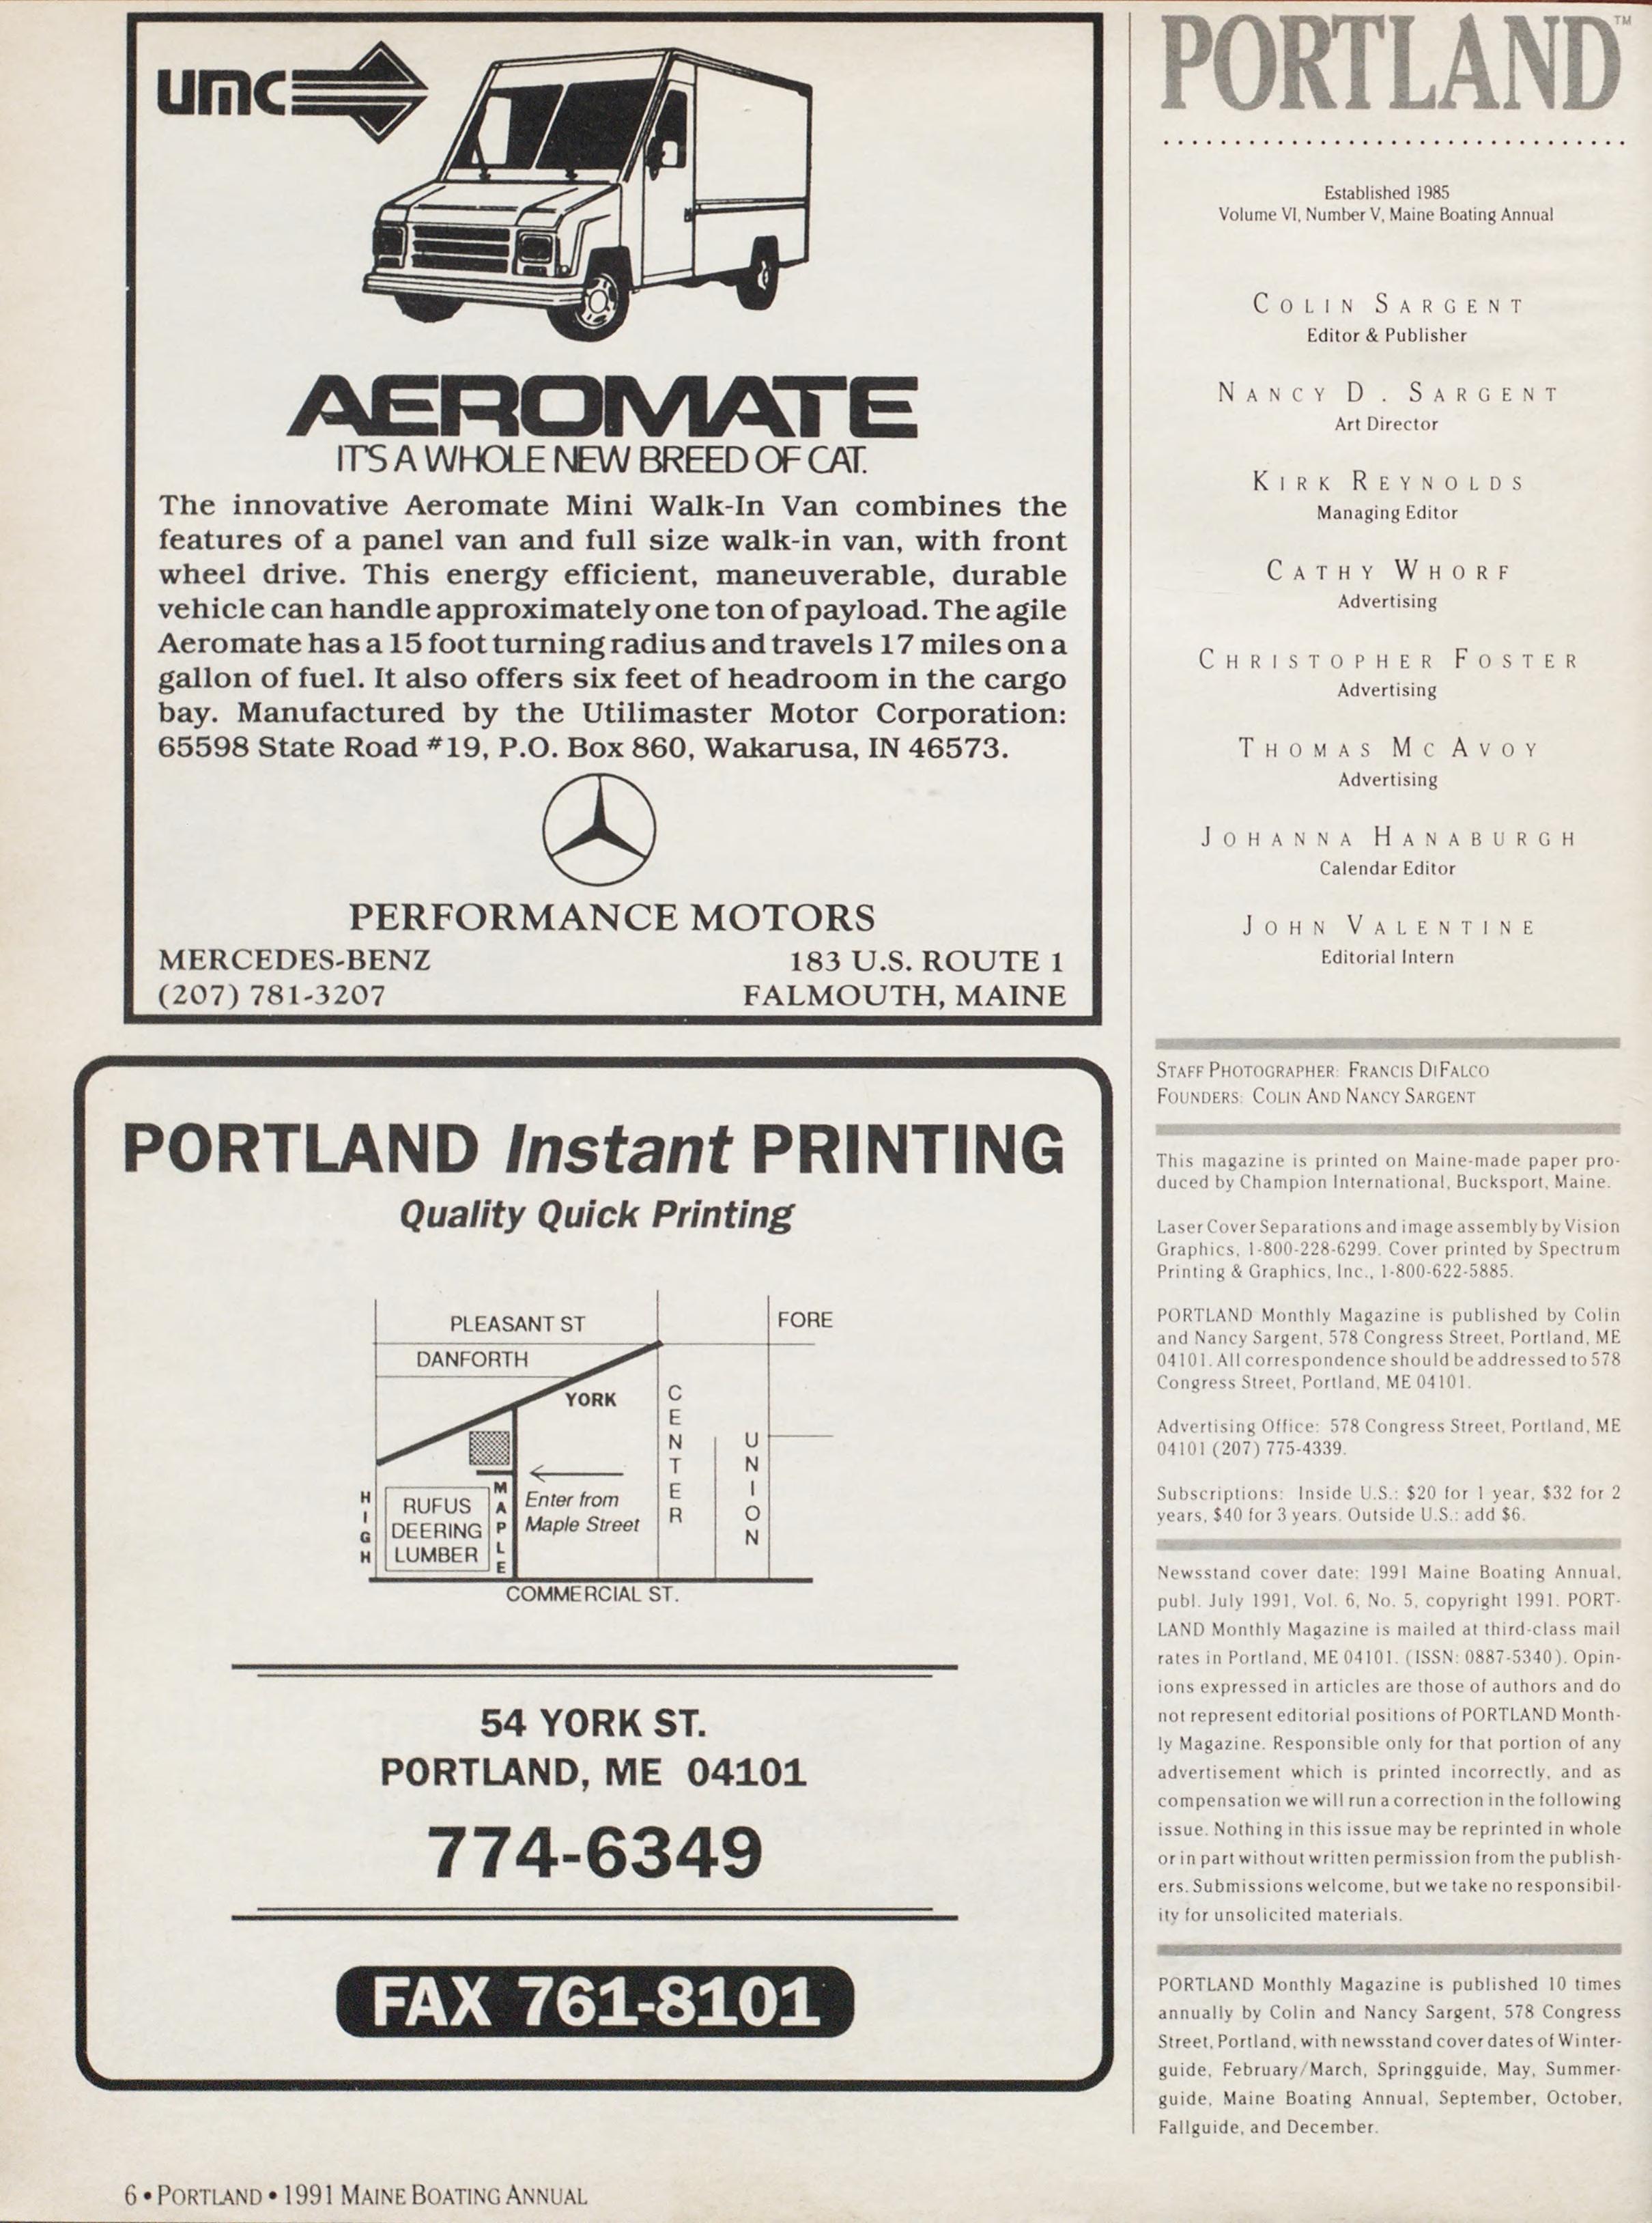 umc
AEROMATE
IT'S A WHOLE NEW BREED OF CAT.
The innovative Aeromate Mini Walk-In Van combines the
features of a panel van and full size walk-in van, with front
wheel drive. This energy efficient, maneuverable, durable
vehicle can handle approximately one ton of payload. The agile
Aeromate has a 15 foot turning radius and travels 17 miles on a
gallon of fuel. It also offers six feet of headroom in the cargo
bay. Manufactured by the Utilimaster Motor Corporation:
65598 State Road #19, P.O. Box 860, Wakarusa, IN 46573.
PERFORMANCE MOTORS
MERCEDES-BENZ
183 U.S. ROUTE 1
(207) 781-3207
FALMOUTH, MAINE
PORTLAND Instant PRINTING
Quality Quick Printing
PLEASANT ST
FORE
DANFORTH
YORK
CENTER
UNION
HIGH
MAPLE
RUFUS
DEERING
LUMBER
Enter from
Maple Street
COMMERCIAL ST.
54 YORK ST.
PORTLAND, ME 04101
774-6349
FAX 761-8101
PORTLAND™
Established 1985
Volume VI, Number V, Maine Boating Annual
COLIN SARGENT
Editor & Publisher
NANCY D. SARGENT
Art Director
KIRK REYNOLDS
Managing Editor
CATHY WHORF
Advertising
CHRISTOPHER FOSTER
Advertising
THOMAS MCAVOY
Advertising
JOHANNA HANABURGH
Calendar Editor
JOHN VALENTINE
Editorial Intern
STAFF PHOTOGRAPHER: FRANCIS DIFALCO
FOUNDERS: COLIN AND NANCY SARGENT
This magazine is printed on Maine-made paper pro-
duced by Champion International, Bucksport, Maine.
Laser Cover Separations and image assembly by Vision
Graphics, 1-800-228-6299. Cover printed by Spectrum
Printing & Graphics, Inc., 1-800-622-5885.
PORTLAND Monthly Magazine is published by Colin
and Nancy Sargent, 578 Congress Street, Portland, ME
04101. All correspondence should be addressed to 578
Congress Street, Portland, ME 04101.
Advertising Office: 578 Congress Street, Portland, ME
04101 (207) 775-4339.
Subscriptions: Inside U.S.: $20 for 1 year, $32 for 2
years, $40 for 3 years. Outside U.S.: add $6.
Newsstand cover date: 1991 Maine Boating Annual,
publ. July 1991, Vol. 6, No. 5, copyright 1991. PORT-
LAND Monthly Magazine is mailed at third-class mail
rates in Portland, ME 04101. (ISSN: 0887-5340). Opin-
ions expressed in articles are those of authors and do
not represent editorial positions of PORTLAND Month-
ly Magazine. Responsible only for that portion of any
advertisement which is printed incorrectly, and as
compensation we will run a correction in the following
issue. Nothing in this issue may be reprinted in whole
or in part without written permission from the publish-
ers. Submissions welcome, but we take no responsibil-
ity for unsolicited materials.
PORTLAND Monthly Magazine is published 10 times
annually by Colin and Nancy Sargent, 578 Congress
Street, Portland, with newsstand cover dates of Winter-
guide, February/March, Springguide, May, Summer-
guide, Maine Boating Annual, September, October,
Fallguide, and December.
6 • PORTLAND • 1991 MAINE BOATING ANNUAL